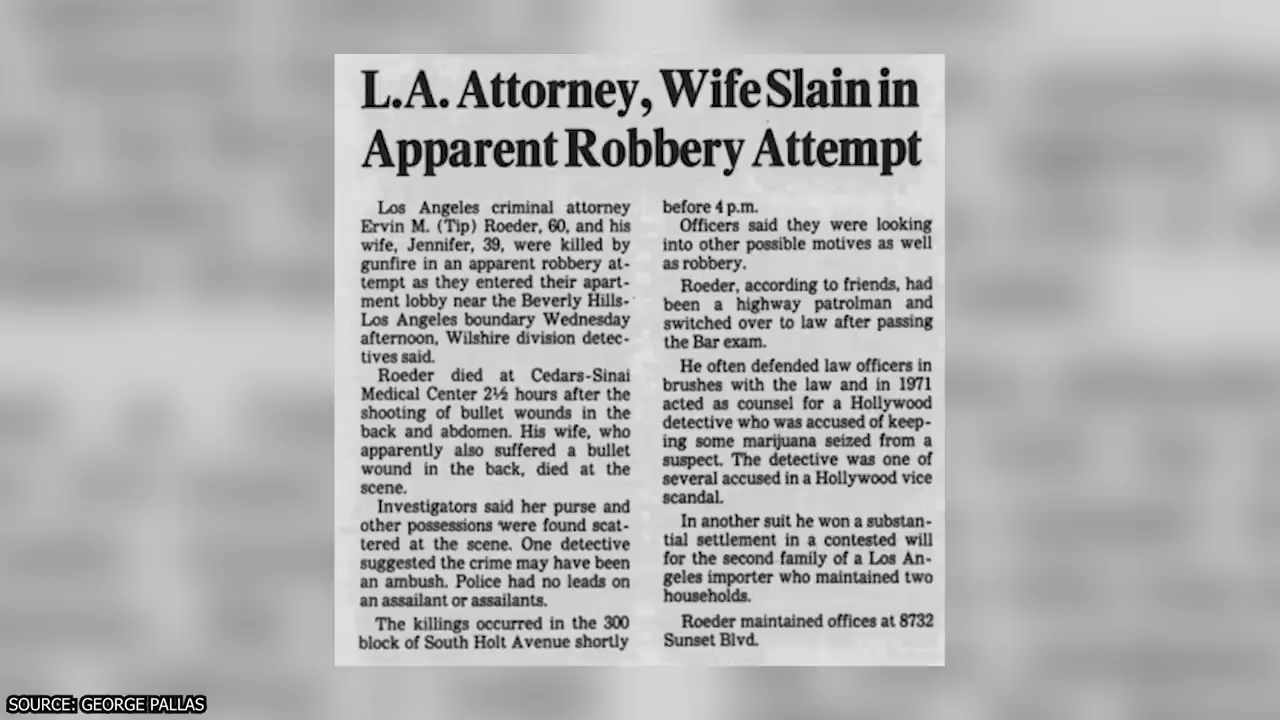 L.A. Attorney, Wife Slain in
Apparent Robbery Attempt
Los Angeles criminal attorney
Ervin M. (Tip) Roeder, 60, and his
wife, Jennifer, 39, were killed by
gunfire in an apparent robbery at-
tempt as they entered their apart-
ment lobby near the Beverly Hills-
Los Angeles boundary Wednesday
afternoon, Wilshire division detec-
tives said.
Roeder died at Cedars-Sinai
Medical Center 2½ hours after the
shooting of bullet wounds in the
back and abdomen. His wife, who
apparently also suffered a bullet
wound in the back, died at the
scene.
Investigators said her purse and
other possessions were found scat-
tered at the scene. One detective
suggested the crime may have been
an ambush. Police had no leads on
an assailant or assailants.
The killings occurred in the 300
block of South Holt Avenue shortly
before 4 p.m.
Officers said they were looking
into other possible motives as well
as robbery.
Roeder, according to friends, had
been a highway patrolman and
switched over to law after passing
the Bar exam.
He often defended law officers in
brushes with the law and in 1971
acted as counsel for a Hollywood
detective who was accused of keep-
ing some marijuana seized from a
suspect. The detective was one of
several accused in a Hollywood vice
scandal.
In another suit he won a substan-
tial settlement in a contested will
for the second family of a Los An-
geles importer who maintained two
households.
Roeder maintained offices at 8732
Sunset Blvd.
SOURCE: GEORGE PALLAS